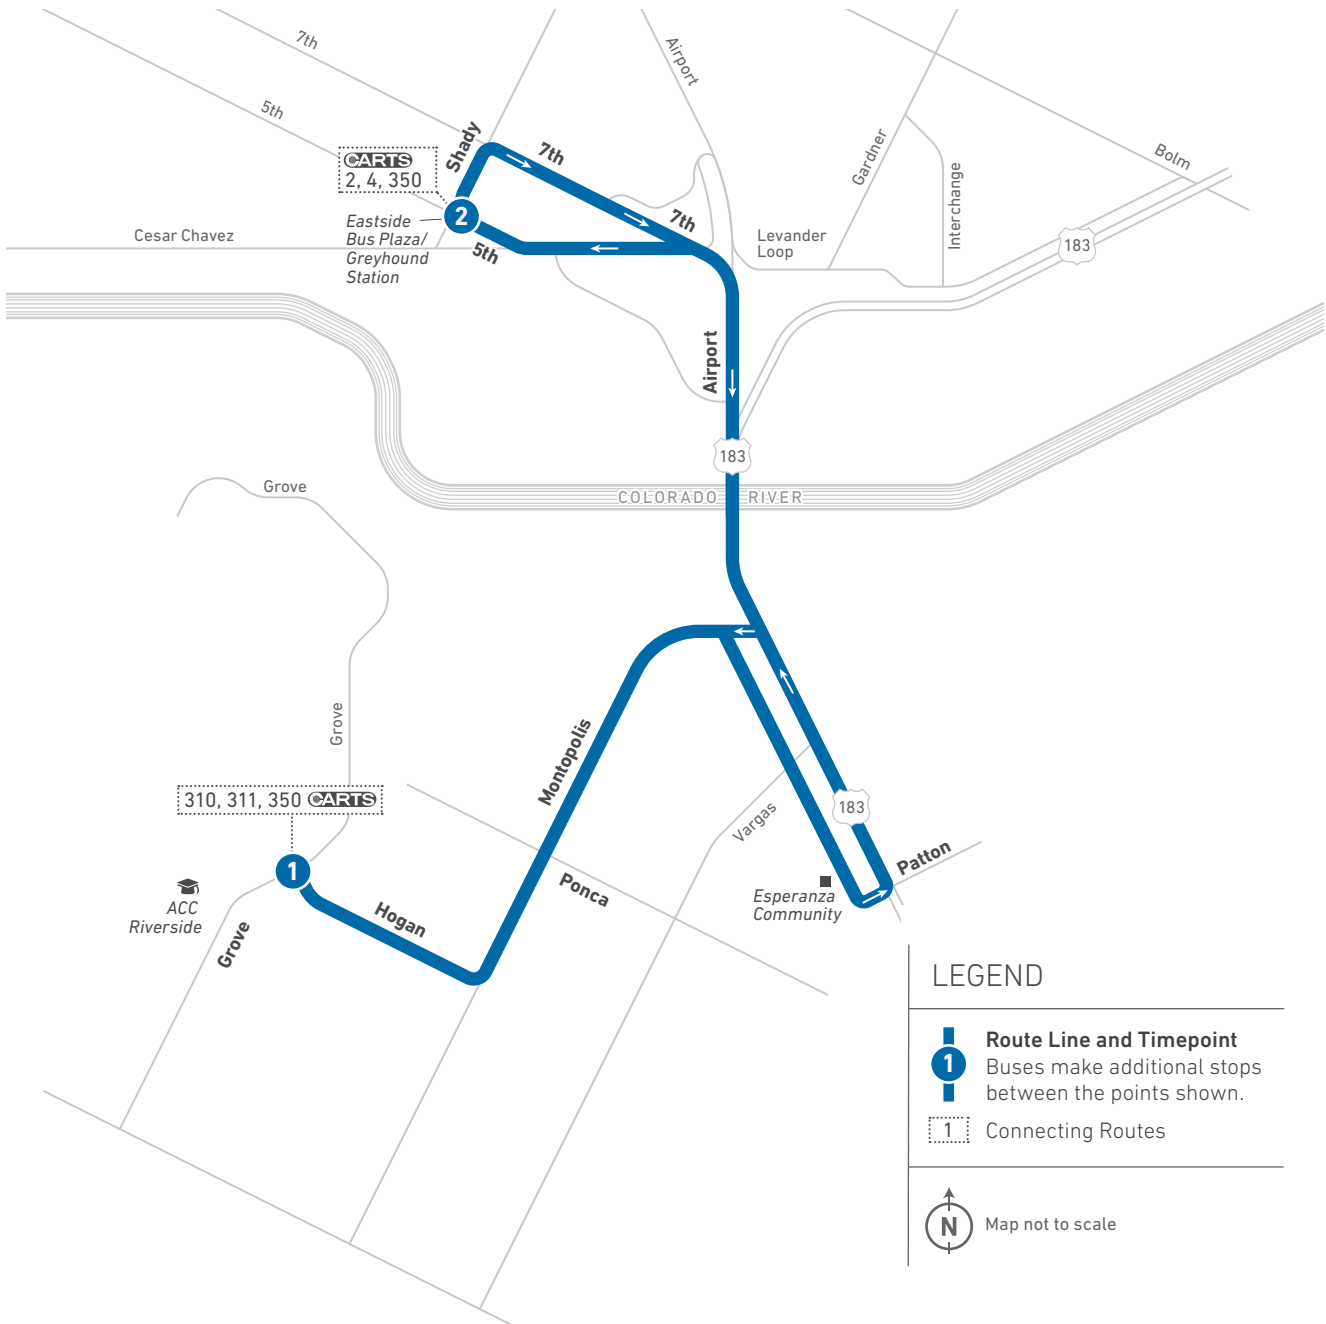 7th
5th
Airport
Shady
7th
CARTS
2, 4, 350
Gardner
Bolm
Interchange
2
Eastside
Bus Plaza/
Greyhound
Station
Cesar Chavez
5th
7th
Levander
Loop
183
Airport
183
COLORADO RIVER
Grove
Grove
Montopolis
310, 311, 350 CARTS
183
Vargas
1
ACC
Riverside
Grove
Hogan
Ponca
Patton
Esperanza
Community
LEGEND
1
Route Line and Timepoint
Buses make additional stops
between the points shown.
1 Connecting Routes
N
Map not to scale